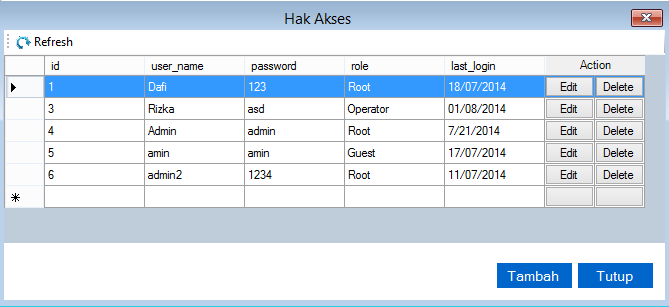 Hak Akses
Refresh
id user_name password role last_login Action
1 Dafi 123 Root 18/07/2014 Edit Delete
3 Rizka asd Operator 01/08/2014 Edit Delete
4 Admin admin Root 7/21/2014 Edit Delete
5 amin amin Guest 17/07/2014 Edit Delete
6 admin2 1234 Root 11/07/2014 Edit Delete
Tambah Tutup